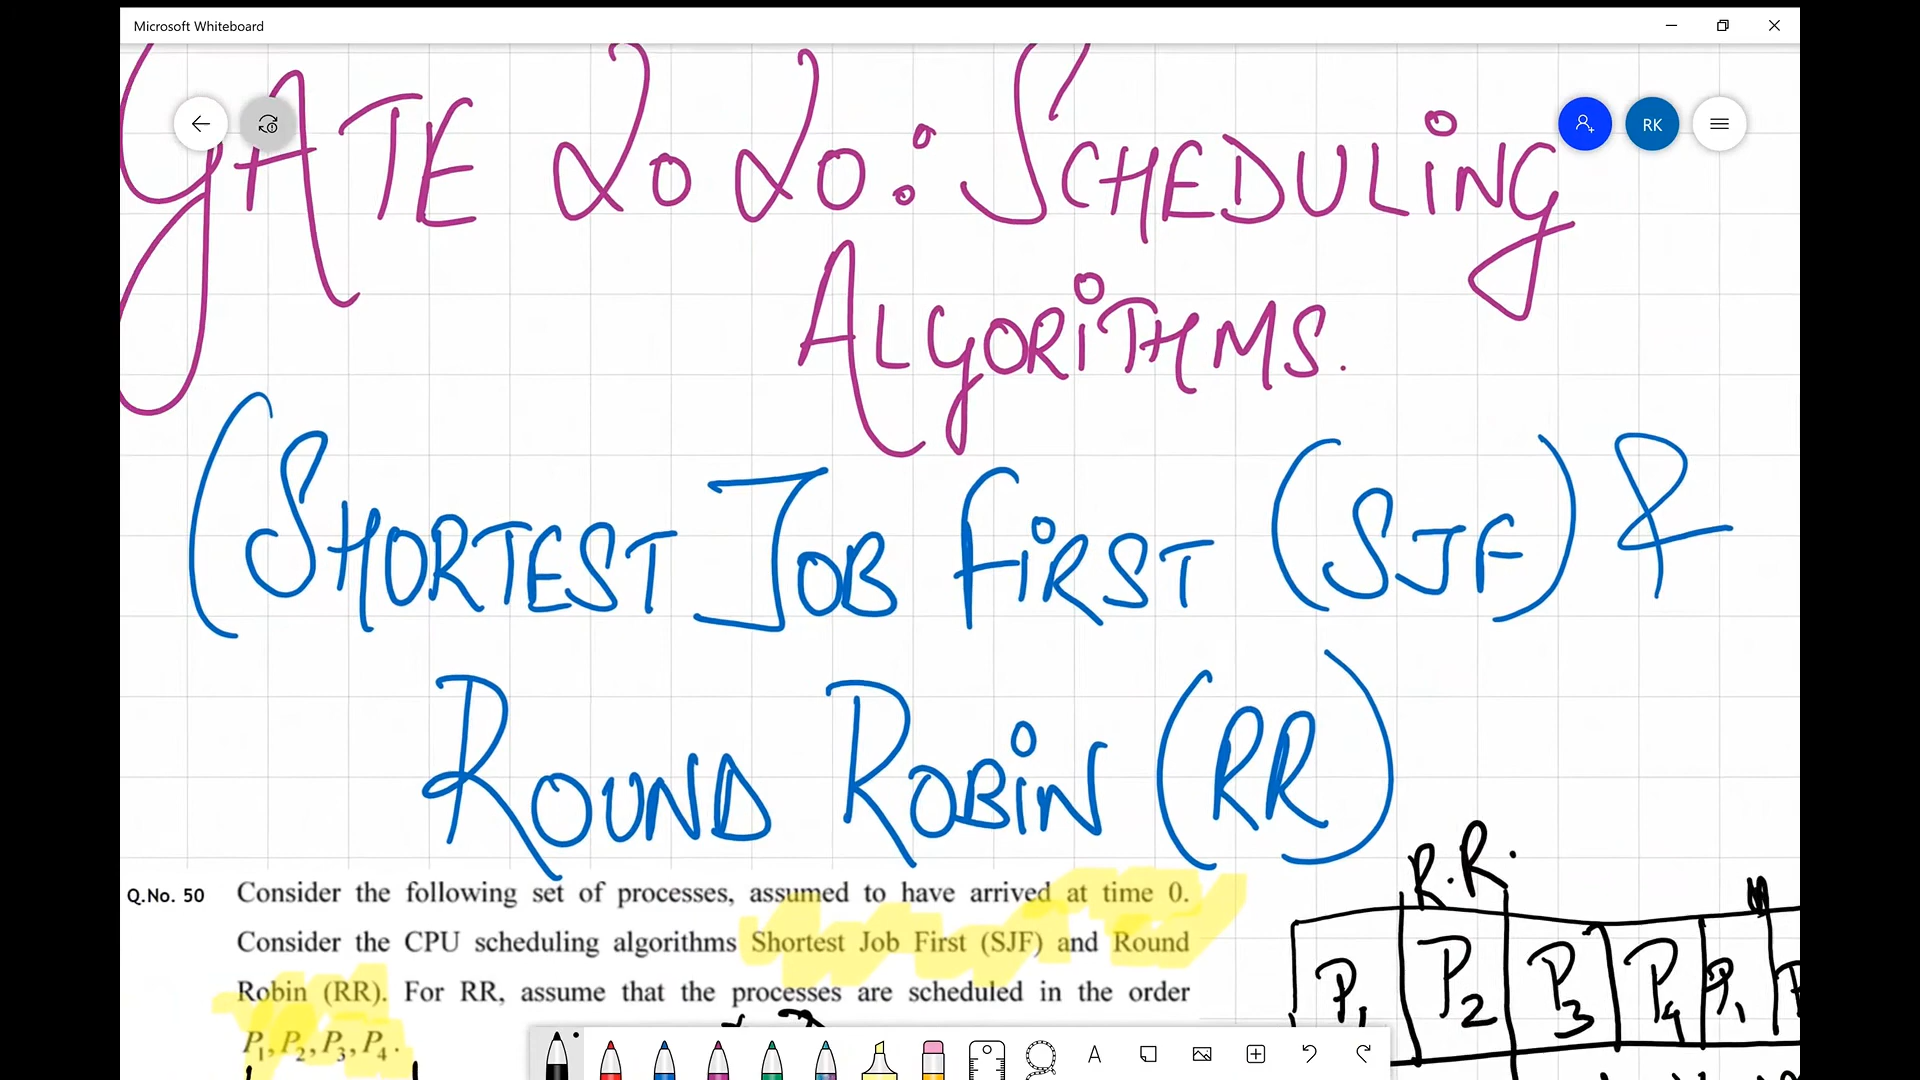 Microsoft Whiteboard
RK
GATE 2020: SCHEDULING
ALGORITHMS.
(SHORTEST JOB FIRST (SJF) &
ROUND ROBIN (RR)
Q.No. 50 Consider the following set of processes, assumed to have arrived at time 0.
Consider the CPU scheduling algorithms Shortest Job First (SJF) and Round
Robin (RR). For RR, assume that the processes are scheduled in the order
P1, P2, P3, P4.
R.R.
P1 P2 P3 P4 P1
A